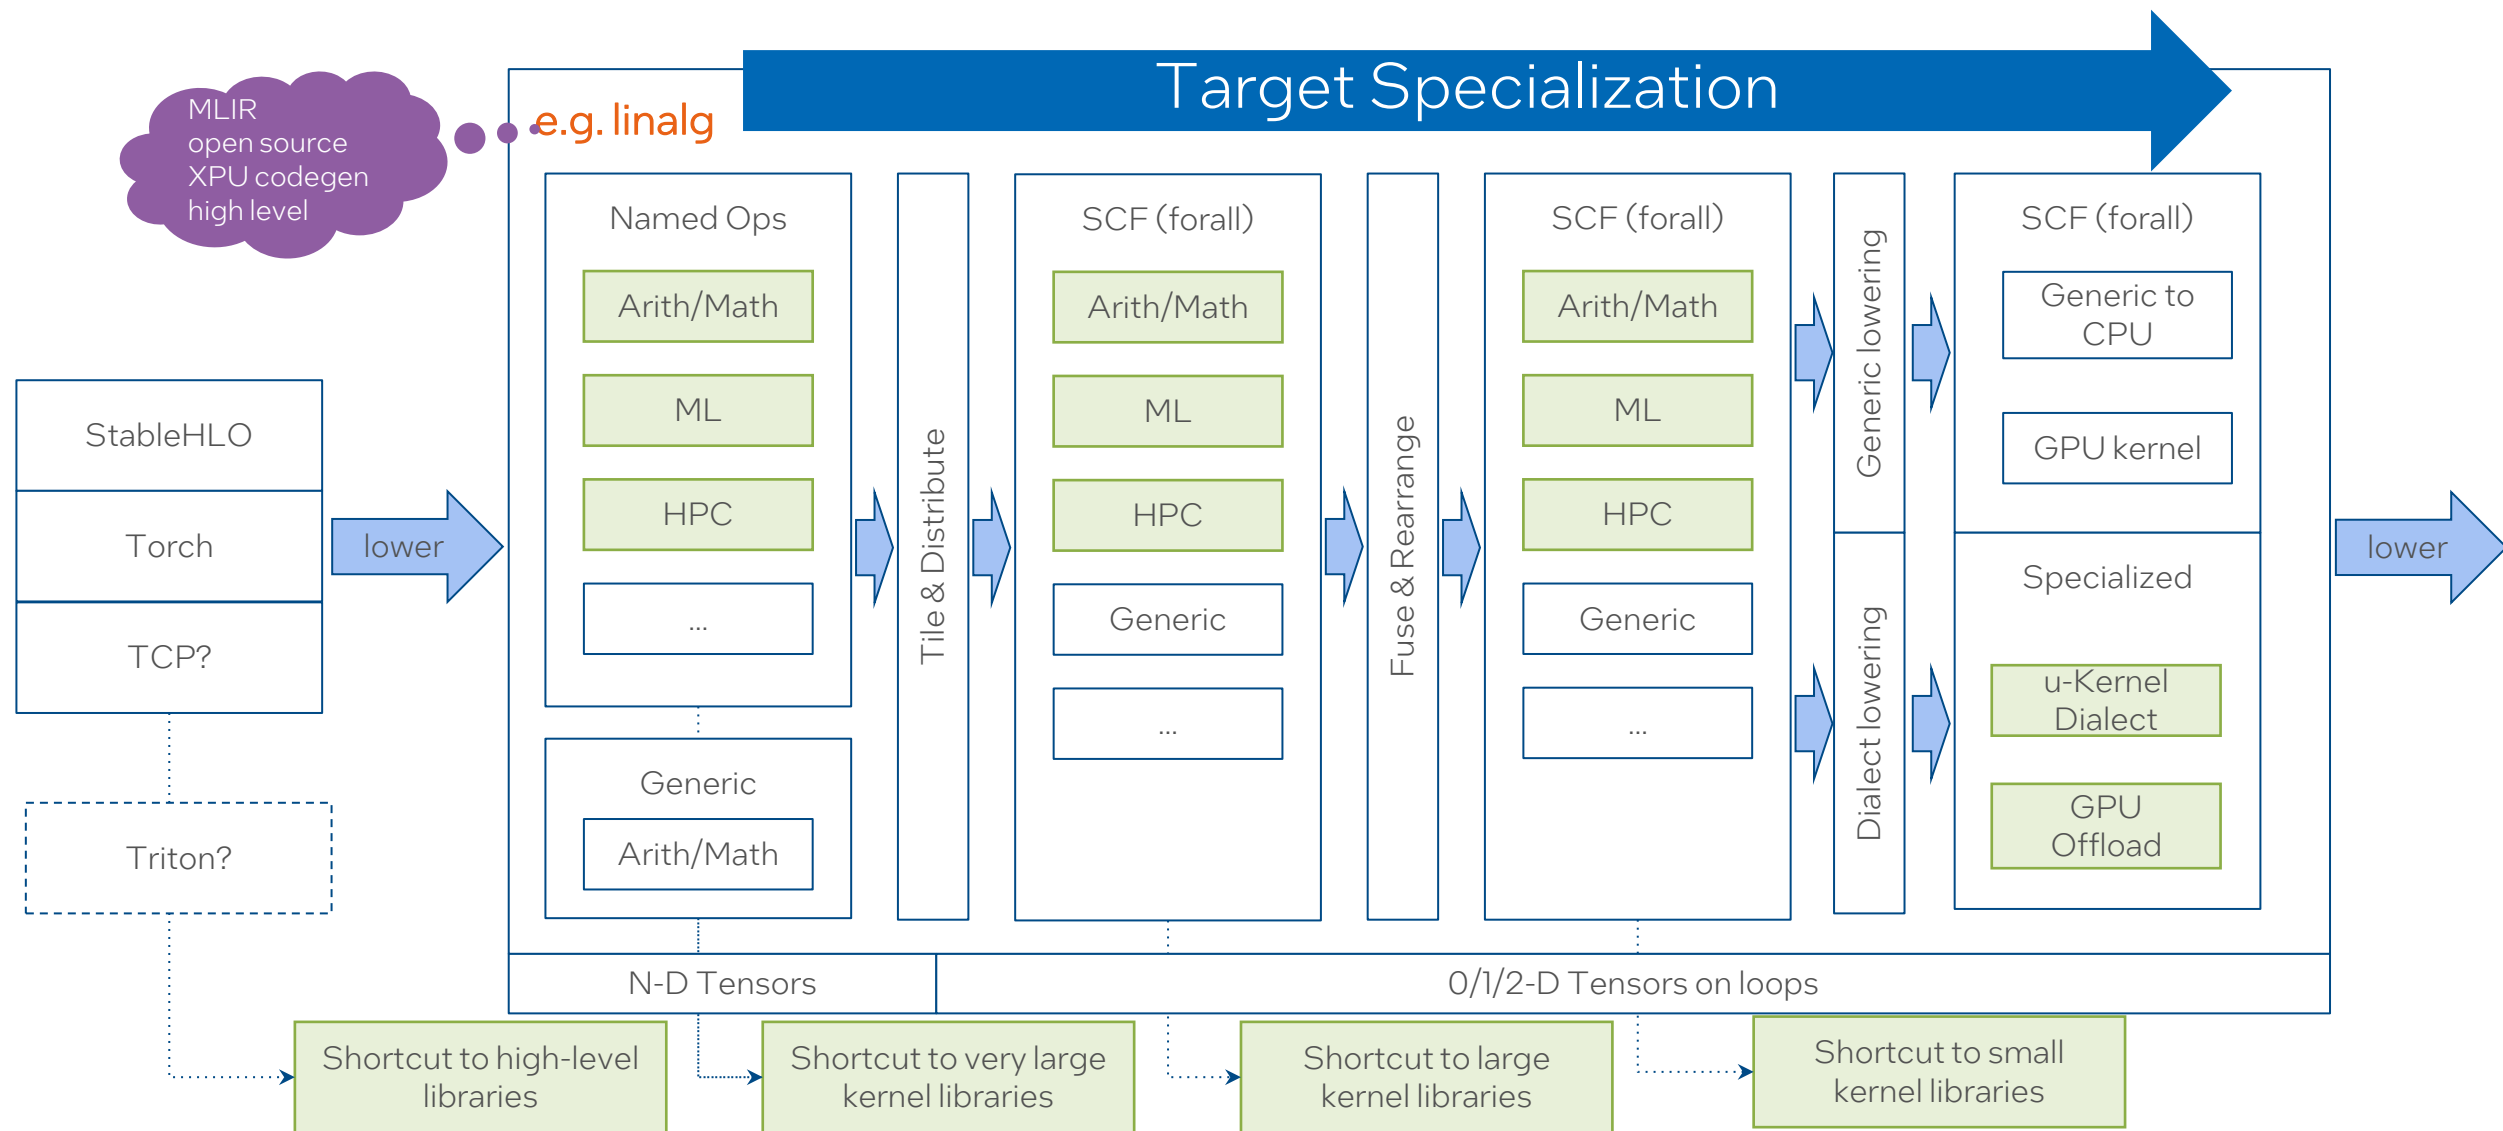 Target Specialization
MLIR
open source
XPU codegen
high level
e.g. linalg
StableHLO
Torch
TCP?
Triton?
lower
Named Ops
Arith/Math
ML
HPC
...
Generic
Arith/Math
Tile & Distribute
SCF (forall)
Arith/Math
ML
HPC
Generic
...
Fuse & Rearrange
SCF (forall)
Arith/Math
ML
HPC
Generic
...
Generic lowering
Dialect lowering
SCF (forall)
Generic to
CPU
GPU kernel
Specialized
u-Kernel
Dialect
GPU
Offload
lower
N-D Tensors
0/1/2-D Tensors on loops
Shortcut to high-level
libraries
Shortcut to very large
kernel libraries
Shortcut to large
kernel libraries
Shortcut to small
kernel libraries